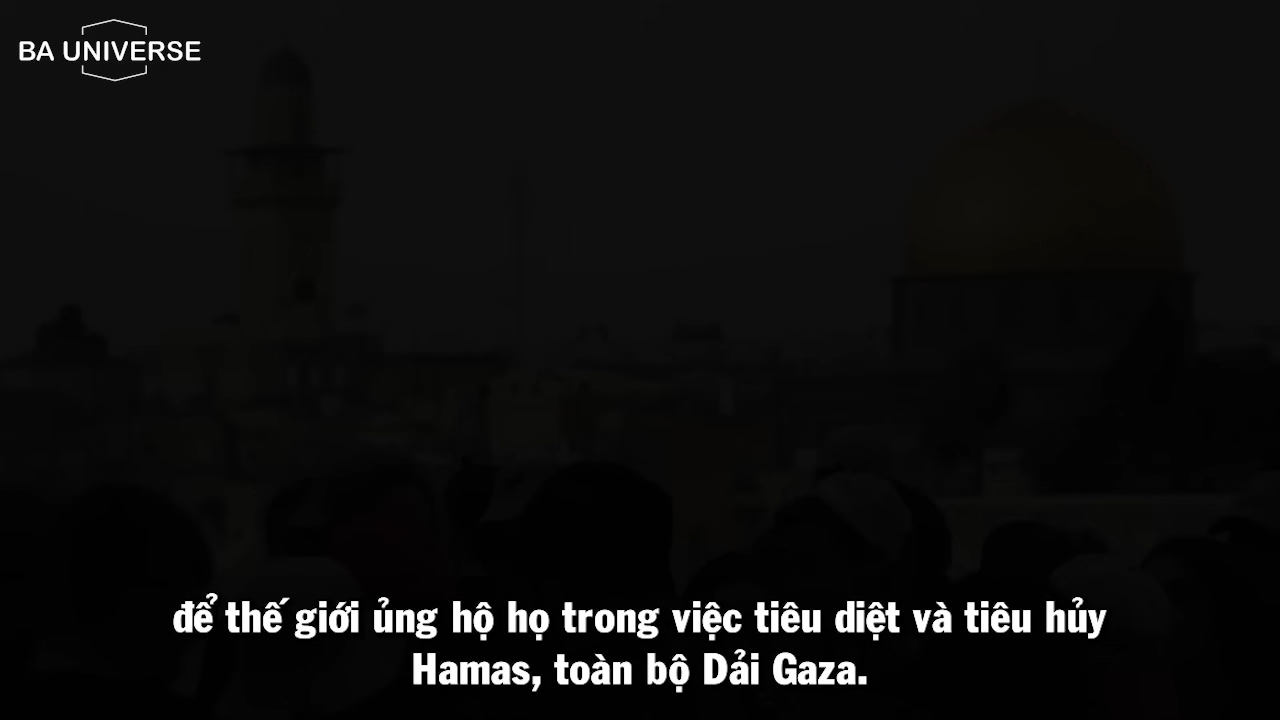 BA UNIVERSE
để thế giới ủng hộ họ trong việc tiêu diệt và tiêu hủy
Hamas, toàn bộ Dải Gaza.